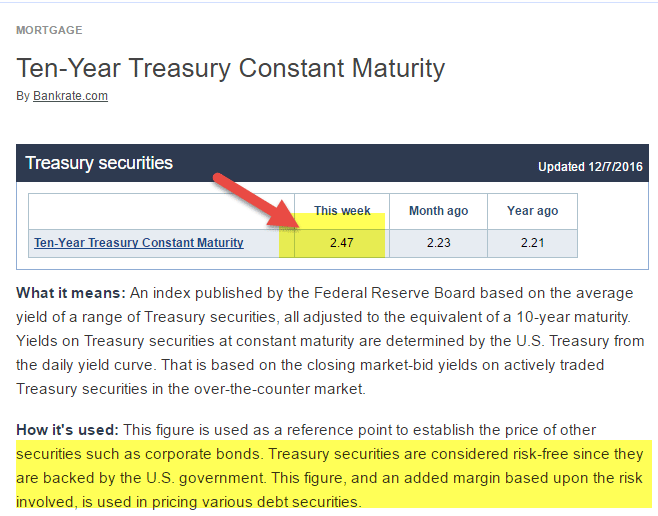 MORTGAGE
Ten-Year Treasury Constant Maturity
By Bankrate.com
Treasury securities Updated 12/7/2016
This week Month ago Year ago
Ten-Year Treasury Constant Maturity 2.47 2.23 2.21
What it means: An index published by the Federal Reserve Board based on the average
yield of a range of Treasury securities, all adjusted to the equivalent of a 10-year maturity.
Yields on Treasury securities at constant maturity are determined by the U.S. Treasury from
the daily yield curve. That is based on the closing market-bid yields on actively traded
Treasury securities in the over-the-counter market.
How it's used: This figure is used as a reference point to establish the price of other
securities such as corporate bonds. Treasury securities are considered risk-free since they
are backed by the U.S. government. This figure, and an added margin based upon the risk
involved, is used in pricing various debt securities.